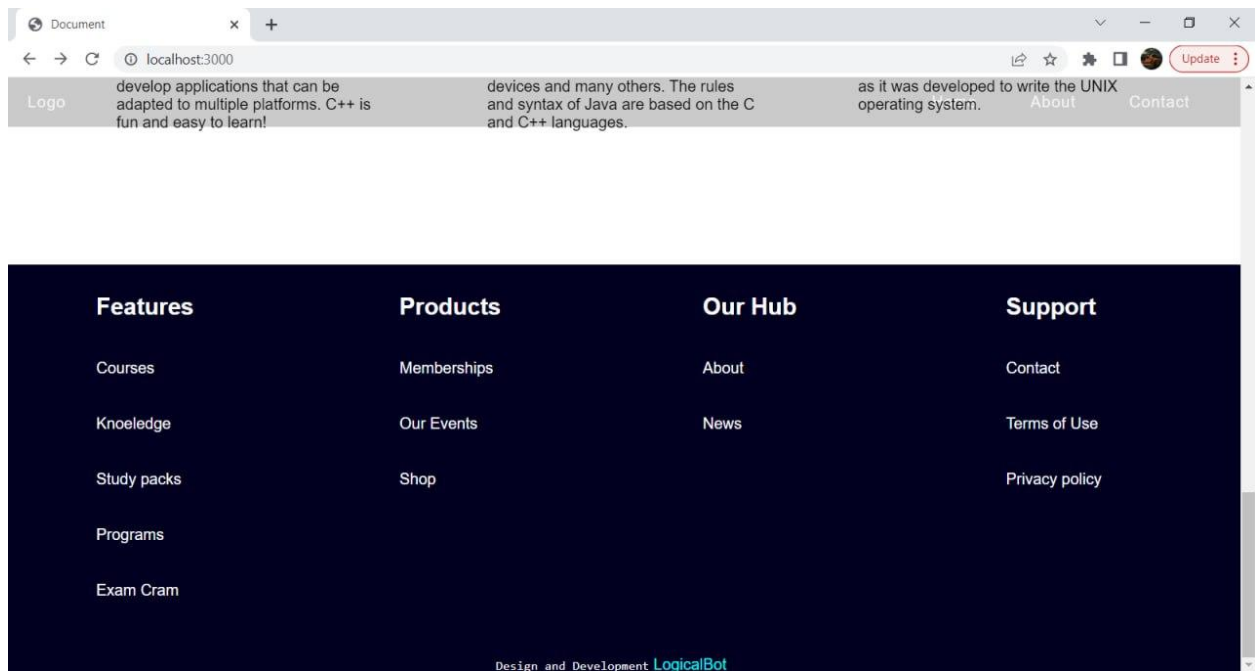 Document
localhost:3000
Update
Logo
About
Contact
develop applications that can be
adapted to multiple platforms. C++ is
fun and easy to learn!
devices and many others. The rules
and syntax of Java are based on the C
and C++ languages.
as it was developed to write the UNIX
operating system.
Features
Courses
Knoeledge
Study packs
Programs
Exam Cram
Products
Memberships
Our Events
Shop
Our Hub
About
News
Support
Contact
Terms of Use
Privacy policy
Design and Development LogicalBot